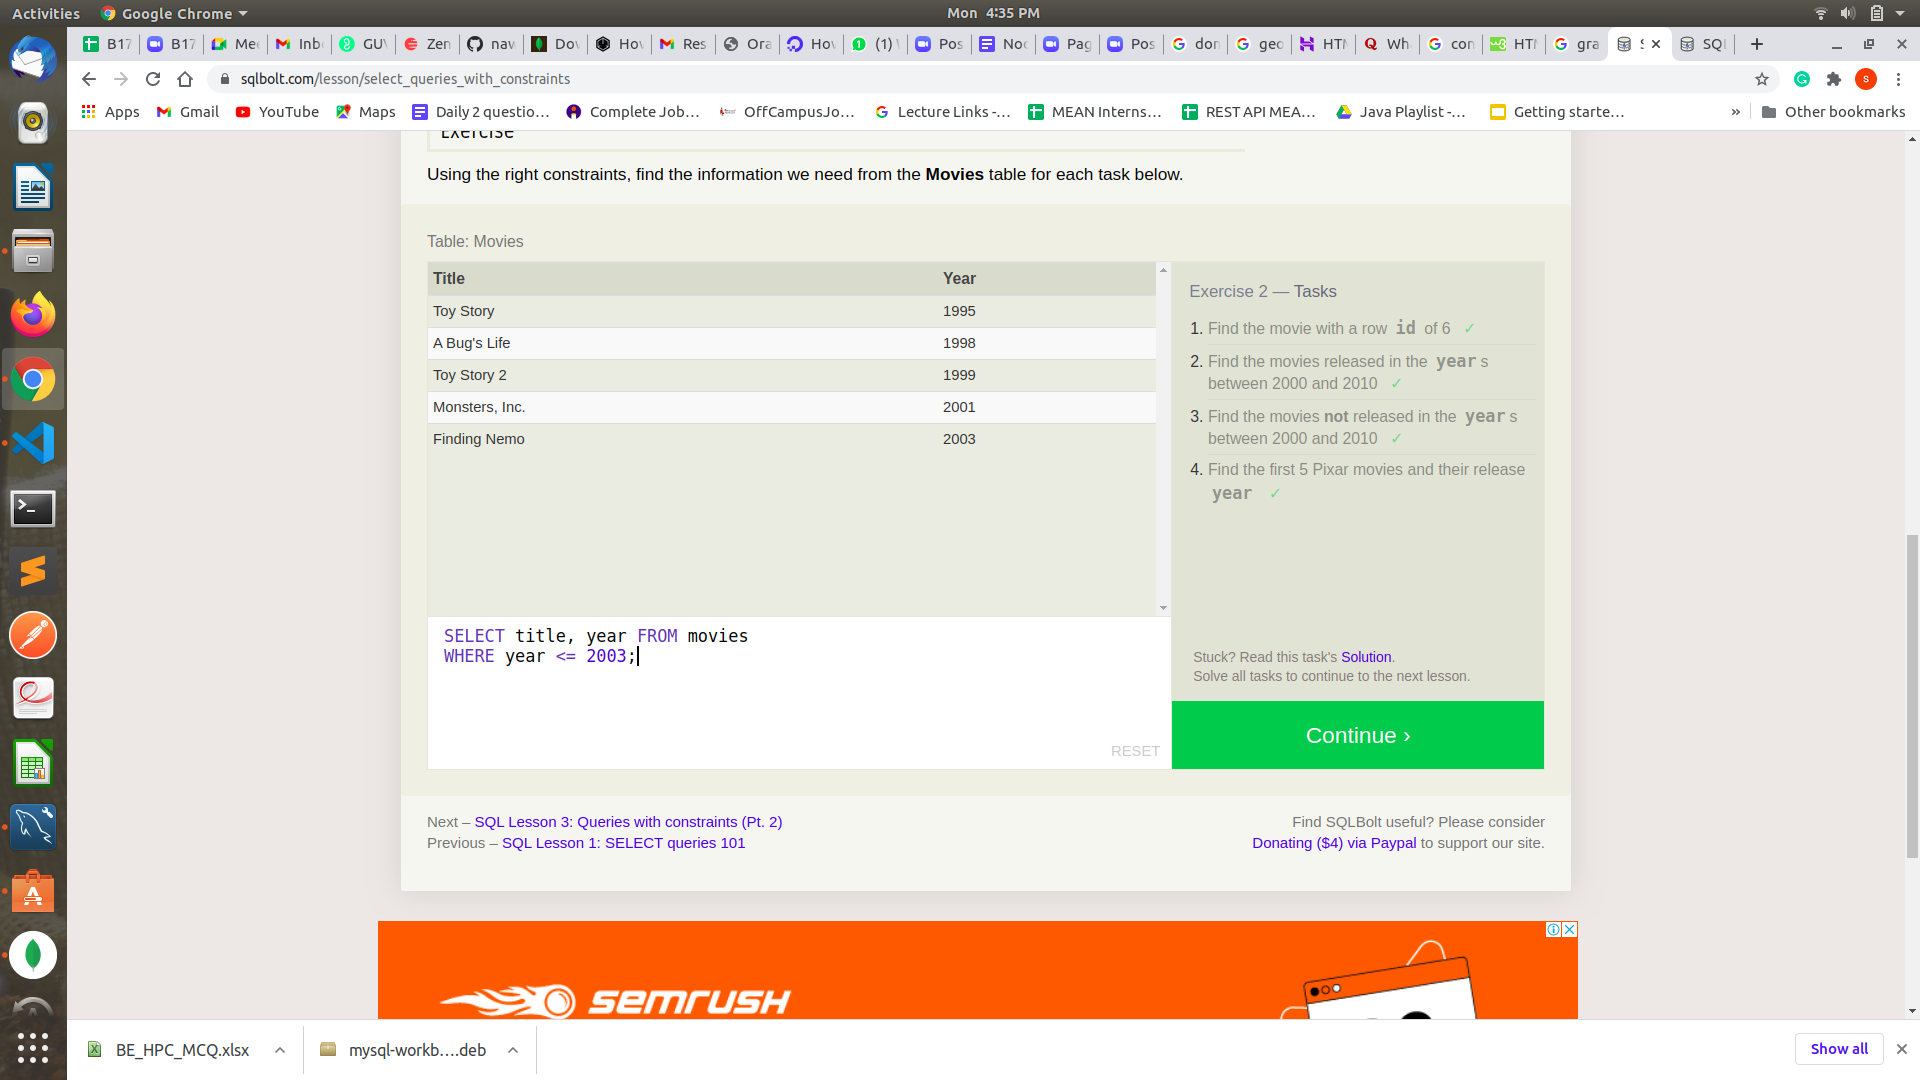 Activities Google Chrome Mon 4:35 PM
B17 B17 Me Inb GU Zen nav Do Ho Res Ora Ho (1) Pos No Pag Pos don geo HTM Wh con HTM gra S SQL
sqlbolt.com/lesson/select_queries_with_constraints
Apps Gmail YouTube Maps Daily 2 questio… Complete Job… OffCampusJo… Lecture Links -… MEAN Interns… REST API MEA… Java Playlist -… Getting starte… » Other bookmarks
Exercise
Using the right constraints, find the information we need from the Movies table for each task below.
Table: Movies
Title Year
Toy Story 1995
A Bug's Life 1998
Toy Story 2 1999
Monsters, Inc. 2001
Finding Nemo 2003
Exercise 2 — Tasks
1. Find the movie with a row id of 6 ✓
2. Find the movies released in the years
between 2000 and 2010 ✓
3. Find the movies not released in the years
between 2000 and 2010 ✓
4. Find the first 5 Pixar movies and their release
year ✓
SELECT title, year FROM movies
WHERE year <= 2003;
RESET
Stuck? Read this task's Solution.
Solve all tasks to continue to the next lesson.
Continue ›
Next – SQL Lesson 3: Queries with constraints (Pt. 2)
Previous – SQL Lesson 1: SELECT queries 101
Find SQLBolt useful? Please consider
Donating ($4) via Paypal to support our site.
SEMRUSH
BE_HPC_MCQ.xlsx mysql-workb….deb Show all